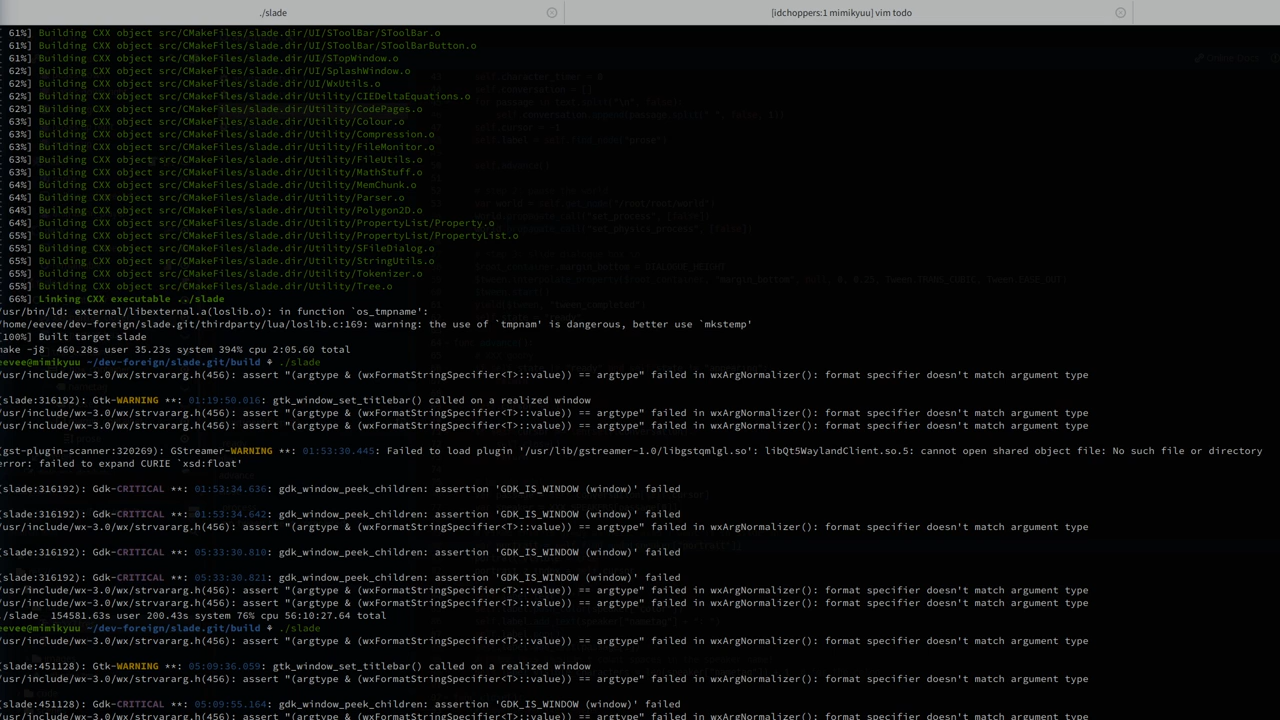 ./slade
[idchoppers:1 mimikyuu] vim todo
61%] Building CXX object src/CMakeFiles/slade.dir/UI/SToolBar/SToolBar.o
61%] Building CXX object src/CMakeFiles/slade.dir/UI/SToolBar/SToolBarButton.o
61%] Building CXX object src/CMakeFiles/slade.dir/UI/STopWindow.o
62%] Building CXX object src/CMakeFiles/slade.dir/UI/SplashWindow.o
62%] Building CXX object src/CMakeFiles/slade.dir/UI/WxUtils.o
62%] Building CXX object src/CMakeFiles/slade.dir/Utility/CIEDeltaEquations.o
62%] Building CXX object src/CMakeFiles/slade.dir/Utility/CodePages.o
63%] Building CXX object src/CMakeFiles/slade.dir/Utility/Colour.o
63%] Building CXX object src/CMakeFiles/slade.dir/Utility/Compression.o
63%] Building CXX object src/CMakeFiles/slade.dir/Utility/FileMonitor.o
63%] Building CXX object src/CMakeFiles/slade.dir/Utility/FileUtils.o
63%] Building CXX object src/CMakeFiles/slade.dir/Utility/MathStuff.o
64%] Building CXX object src/CMakeFiles/slade.dir/Utility/MemChunk.o
64%] Building CXX object src/CMakeFiles/slade.dir/Utility/Parser.o
64%] Building CXX object src/CMakeFiles/slade.dir/Utility/Polygon2D.o
64%] Building CXX object src/CMakeFiles/slade.dir/Utility/PropertyList/Property.o
65%] Building CXX object src/CMakeFiles/slade.dir/Utility/PropertyList/PropertyList.o
65%] Building CXX object src/CMakeFiles/slade.dir/Utility/SFileDialog.o
65%] Building CXX object src/CMakeFiles/slade.dir/Utility/StringUtils.o
65%] Building CXX object src/CMakeFiles/slade.dir/Utility/Tokenizer.o
65%] Building CXX object src/CMakeFiles/slade.dir/Utility/Tree.o
66%] Linking CXX executable ../slade
/usr/bin/ld: external/libexternal.a(loslib.o): in function `os_tmpname':
/home/eevee/dev-foreign/slade.git/thirdparty/lua/loslib.c:169: warning: the use of `tmpnam' is dangerous, better use `mkstemp'
[100%] Built target slade
make -j8  460.28s user 35.23s system 394% cpu 2:05.60 total
eevee@mimikyuu ~/dev-foreign/slade.git/build ./slade
/usr/include/wx-3.0/wx/strvararg.h(456): assert "(argtype & (wxFormatStringSpecifier<T>::value)) == argtype" failed in wxArgNormalizer(): format specifier doesn't match argument type
(slade:316192): Gtk-WARNING **: 01:19:50.016: gtk_window_set_titlebar() called on a realized window
/usr/include/wx-3.0/wx/strvararg.h(456): assert "(argtype & (wxFormatStringSpecifier<T>::value)) == argtype" failed in wxArgNormalizer(): format specifier doesn't match argument type
/usr/include/wx-3.0/wx/strvararg.h(456): assert "(argtype & (wxFormatStringSpecifier<T>::value)) == argtype" failed in wxArgNormalizer(): format specifier doesn't match argument type
(gst-plugin-scanner:320269): GStreamer-WARNING **: 01:53:30.445: Failed to load plugin '/usr/lib/gstreamer-1.0/libgstqmlgl.so': libQt5WaylandClient.so.5: cannot open shared object file: No such file or directory
error: failed to expand CURIE `xsd:float'
(slade:316192): Gdk-CRITICAL **: 01:53:34.636: gdk_window_peek_children: assertion 'GDK_IS_WINDOW (window)' failed
(slade:316192): Gdk-CRITICAL **: 01:53:34.642: gdk_window_peek_children: assertion 'GDK_IS_WINDOW (window)' failed
/usr/include/wx-3.0/wx/strvararg.h(456): assert "(argtype & (wxFormatStringSpecifier<T>::value)) == argtype" failed in wxArgNormalizer(): format specifier doesn't match argument type
(slade:316192): Gdk-CRITICAL **: 05:33:30.810: gdk_window_peek_children: assertion 'GDK_IS_WINDOW (window)' failed
(slade:316192): Gdk-CRITICAL **: 05:33:30.821: gdk_window_peek_children: assertion 'GDK_IS_WINDOW (window)' failed
/usr/include/wx-3.0/wx/strvararg.h(456): assert "(argtype & (wxFormatStringSpecifier<T>::value)) == argtype" failed in wxArgNormalizer(): format specifier doesn't match argument type
/usr/include/wx-3.0/wx/strvararg.h(456): assert "(argtype & (wxFormatStringSpecifier<T>::value)) == argtype" failed in wxArgNormalizer(): format specifier doesn't match argument type
./slade  154581.63s user 200.43s system 76% cpu 56:10:27.64 total
eevee@mimikyuu ~/dev-foreign/slade.git/build ./slade
/usr/include/wx-3.0/wx/strvararg.h(456): assert "(argtype & (wxFormatStringSpecifier<T>::value)) == argtype" failed in wxArgNormalizer(): format specifier doesn't match argument type
(slade:451128): Gtk-WARNING **: 05:09:36.059: gtk_window_set_titlebar() called on a realized window
/usr/include/wx-3.0/wx/strvararg.h(456): assert "(argtype & (wxFormatStringSpecifier<T>::value)) == argtype" failed in wxArgNormalizer(): format specifier doesn't match argument type
(slade:451128): Gdk-CRITICAL **: 05:09:55.164: gdk_window_peek_children: assertion 'GDK_IS_WINDOW (window)' failed
/usr/include/wx-3.0/wx/strvararg.h(456): assert "(argtype & (wxFormatStringSpecifier<T>::value)) == argtype" failed in wxArgNormalizer(): format specifier doesn't match argument type